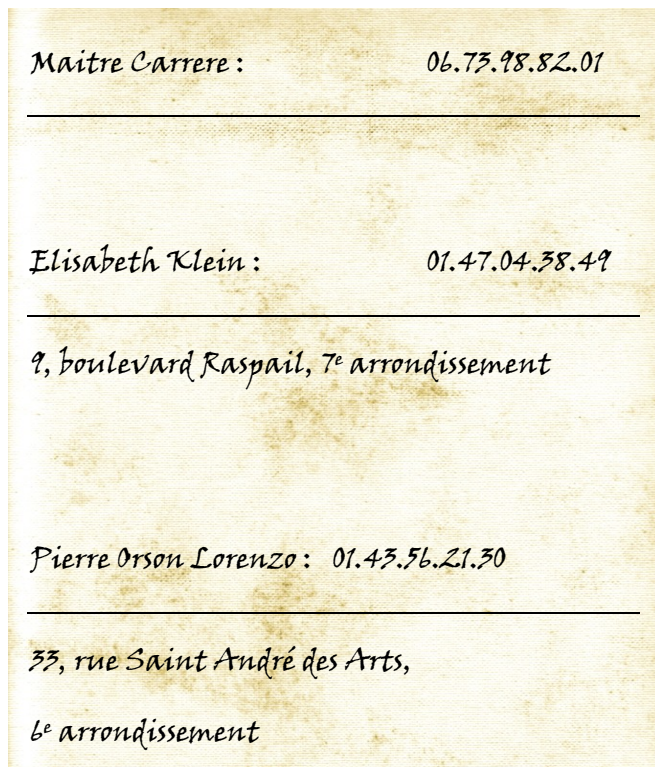 Maitre Carrere : 06.73.98.82.01
Elisabeth Klein : 01.47.04.38.49
9, boulevard Raspail, 7e arrondissement
Pierre Orson Lorenzo : 01.43.56.21.30
33, rue Saint André des Arts,
6e arrondissement